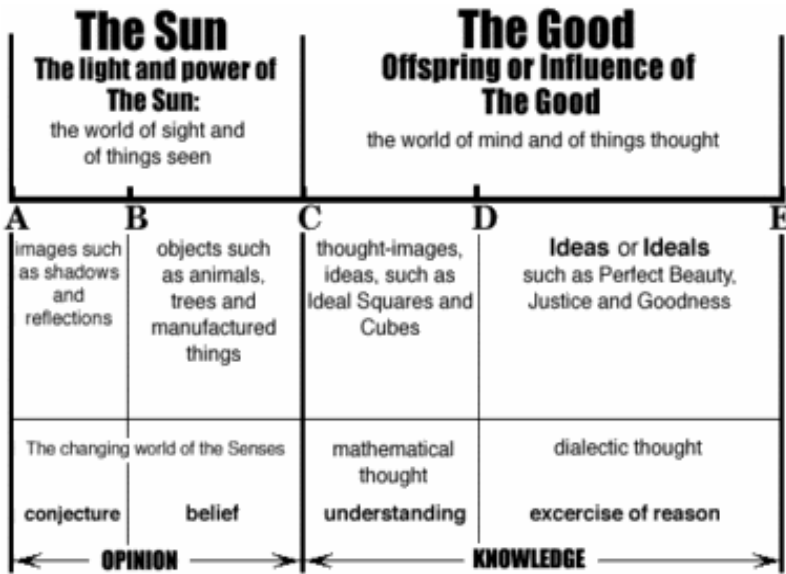 The Sun
The light and power of
The Sun:
the world of sight and
of things seen
The Good
Offspring or Influence of
The Good
the world of mind and of things thought
A B C D E
images such
as shadows
and
reflections
objects such
as animals,
trees and
manufactured
things
thought-images,
ideas, such as
Ideal Squares and
Cubes
Ideas or Ideals
such as Perfect Beauty,
Justice and Goodness
The changing world of the Senses
mathematical
thought
dialectic thought
conjecture
belief
understanding
excercise of reason
OPINION
KNOWLEDGE